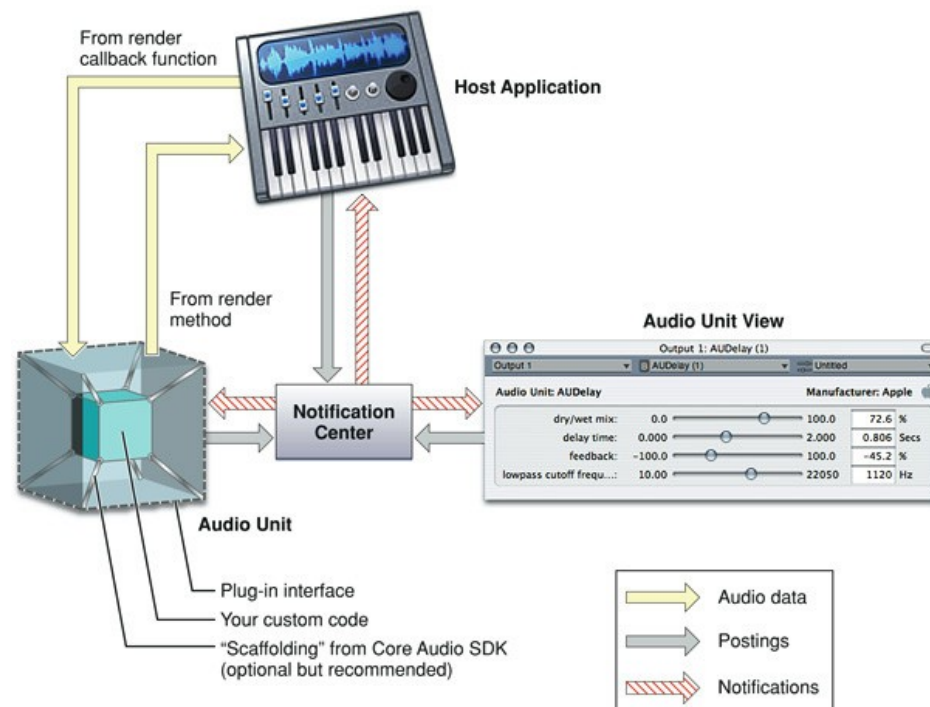 From render
callback function
Host Application
From render
method
Audio Unit View
Output 1: AUDelay (1)
Output 1 AUDelay (1) Untitled
Audio Unit: AUDelay Manufacturer: Apple
dry/wet mix: 0.0 100.0 72.6 %
delay time: 0.000 2.000 0.806 Secs
feedback: -100.0 100.0 -45.2 %
lowpass cutoff frequ...: 10.00 22050 1120 Hz
Notification
Center
Audio Unit
Plug-in interface
Your custom code
“Scaffolding” from Core Audio SDK
(optional but recommended)
Audio data
Postings
Notifications